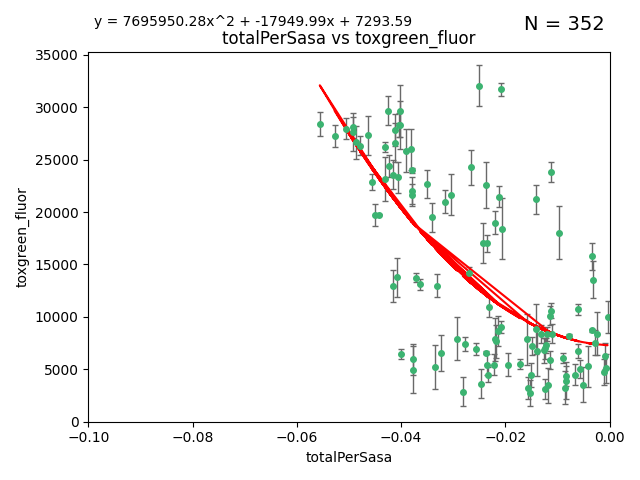 y = 7695950.28x^2 + -17949.99x + 7293.59
N = 352
totalPerSasa vs toxgreen_fluor
35000
30000
25000
20000
15000
10000
5000
0
toxgreen_fluor
−0.10
−0.08
−0.06
−0.04
−0.02
0.00
totalPerSasa